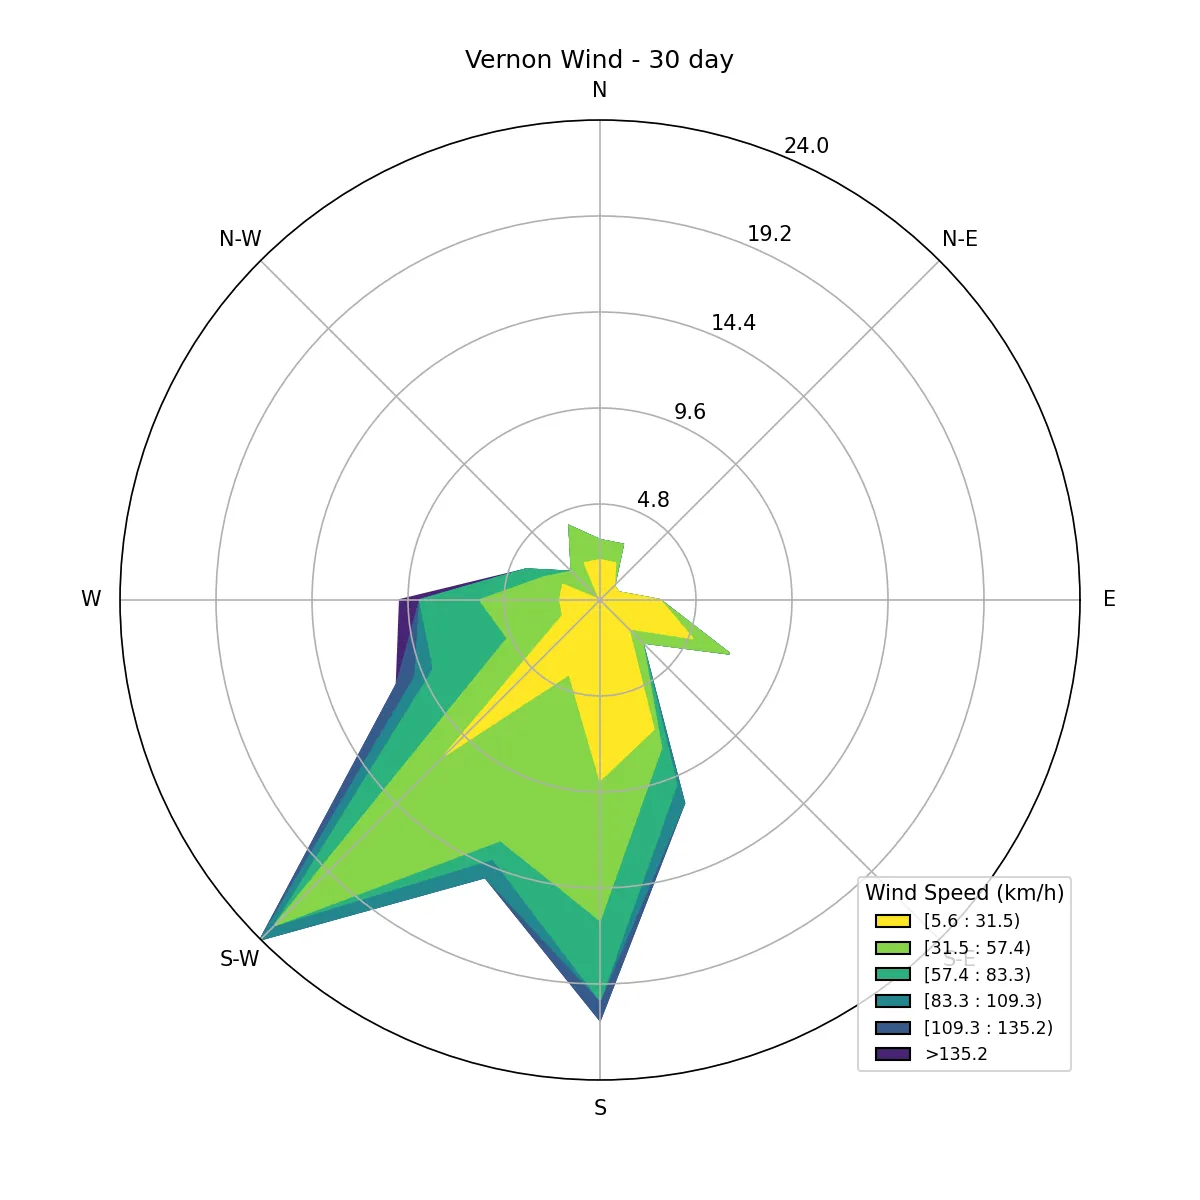 Vernon Wind - 30 day
N
24.0
19.2
N-W
N-E
14.4
9.6
4.8
W
E
Wind Speed (km/h)
[5.6 : 31.5)
[31.5 : 57.4)
S-W
S-E
[57.4 : 83.3)
[83.3 : 109.3)
[109.3 : 135.2)
>135.2
S